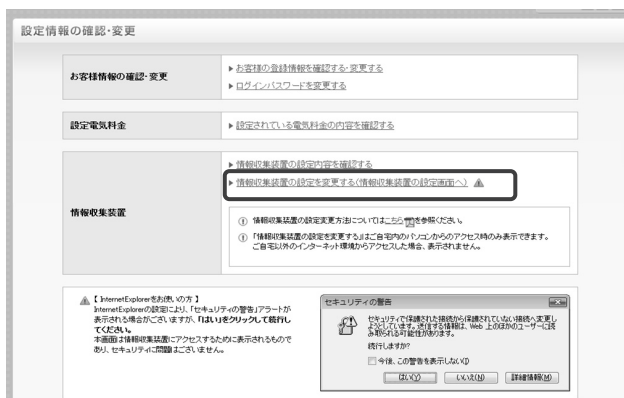 設定情報の確認・変更
お客様情報の確認・変更
▶お客様の登録情報を確認する・変更する
▶ログインパスワードを変更する
設定電気料金
▶設定されている電気料金の内容を確認する
情報収集装置
▶情報収集装置の設定内容を確認する
▶情報収集装置の設定を変更する(情報収集装置の設定画面へ)
情報収集装置の設定変更方法についてはこちらを参照ください。
「情報収集装置の設定を変更する」はご自宅内のパソコンからのアクセス時のみ表示できます。
ご自宅以外のインターネット環境からアクセスした場合、表示されません。
【InternetExplorerをお使いの方】
InternetExplorerの設定により、「セキュリティの警告」アラートが
表示される場合がございますが、「はい」をクリックして続行し
てください。
本画面は情報収集装置にアクセスするために表示されるもので
あり、セキュリティに問題はございません。
セキュリティの警告
セキュリティで保護された接続から保護されていない接続へ変更し
ようとしています。送信する情報は、Web 上のほかのユーザーに読
み取られる可能性があります。
続行しますか?
今後、この警告を表示しない(I)
はい(Y)
いいえ(N)
詳細情報(M)